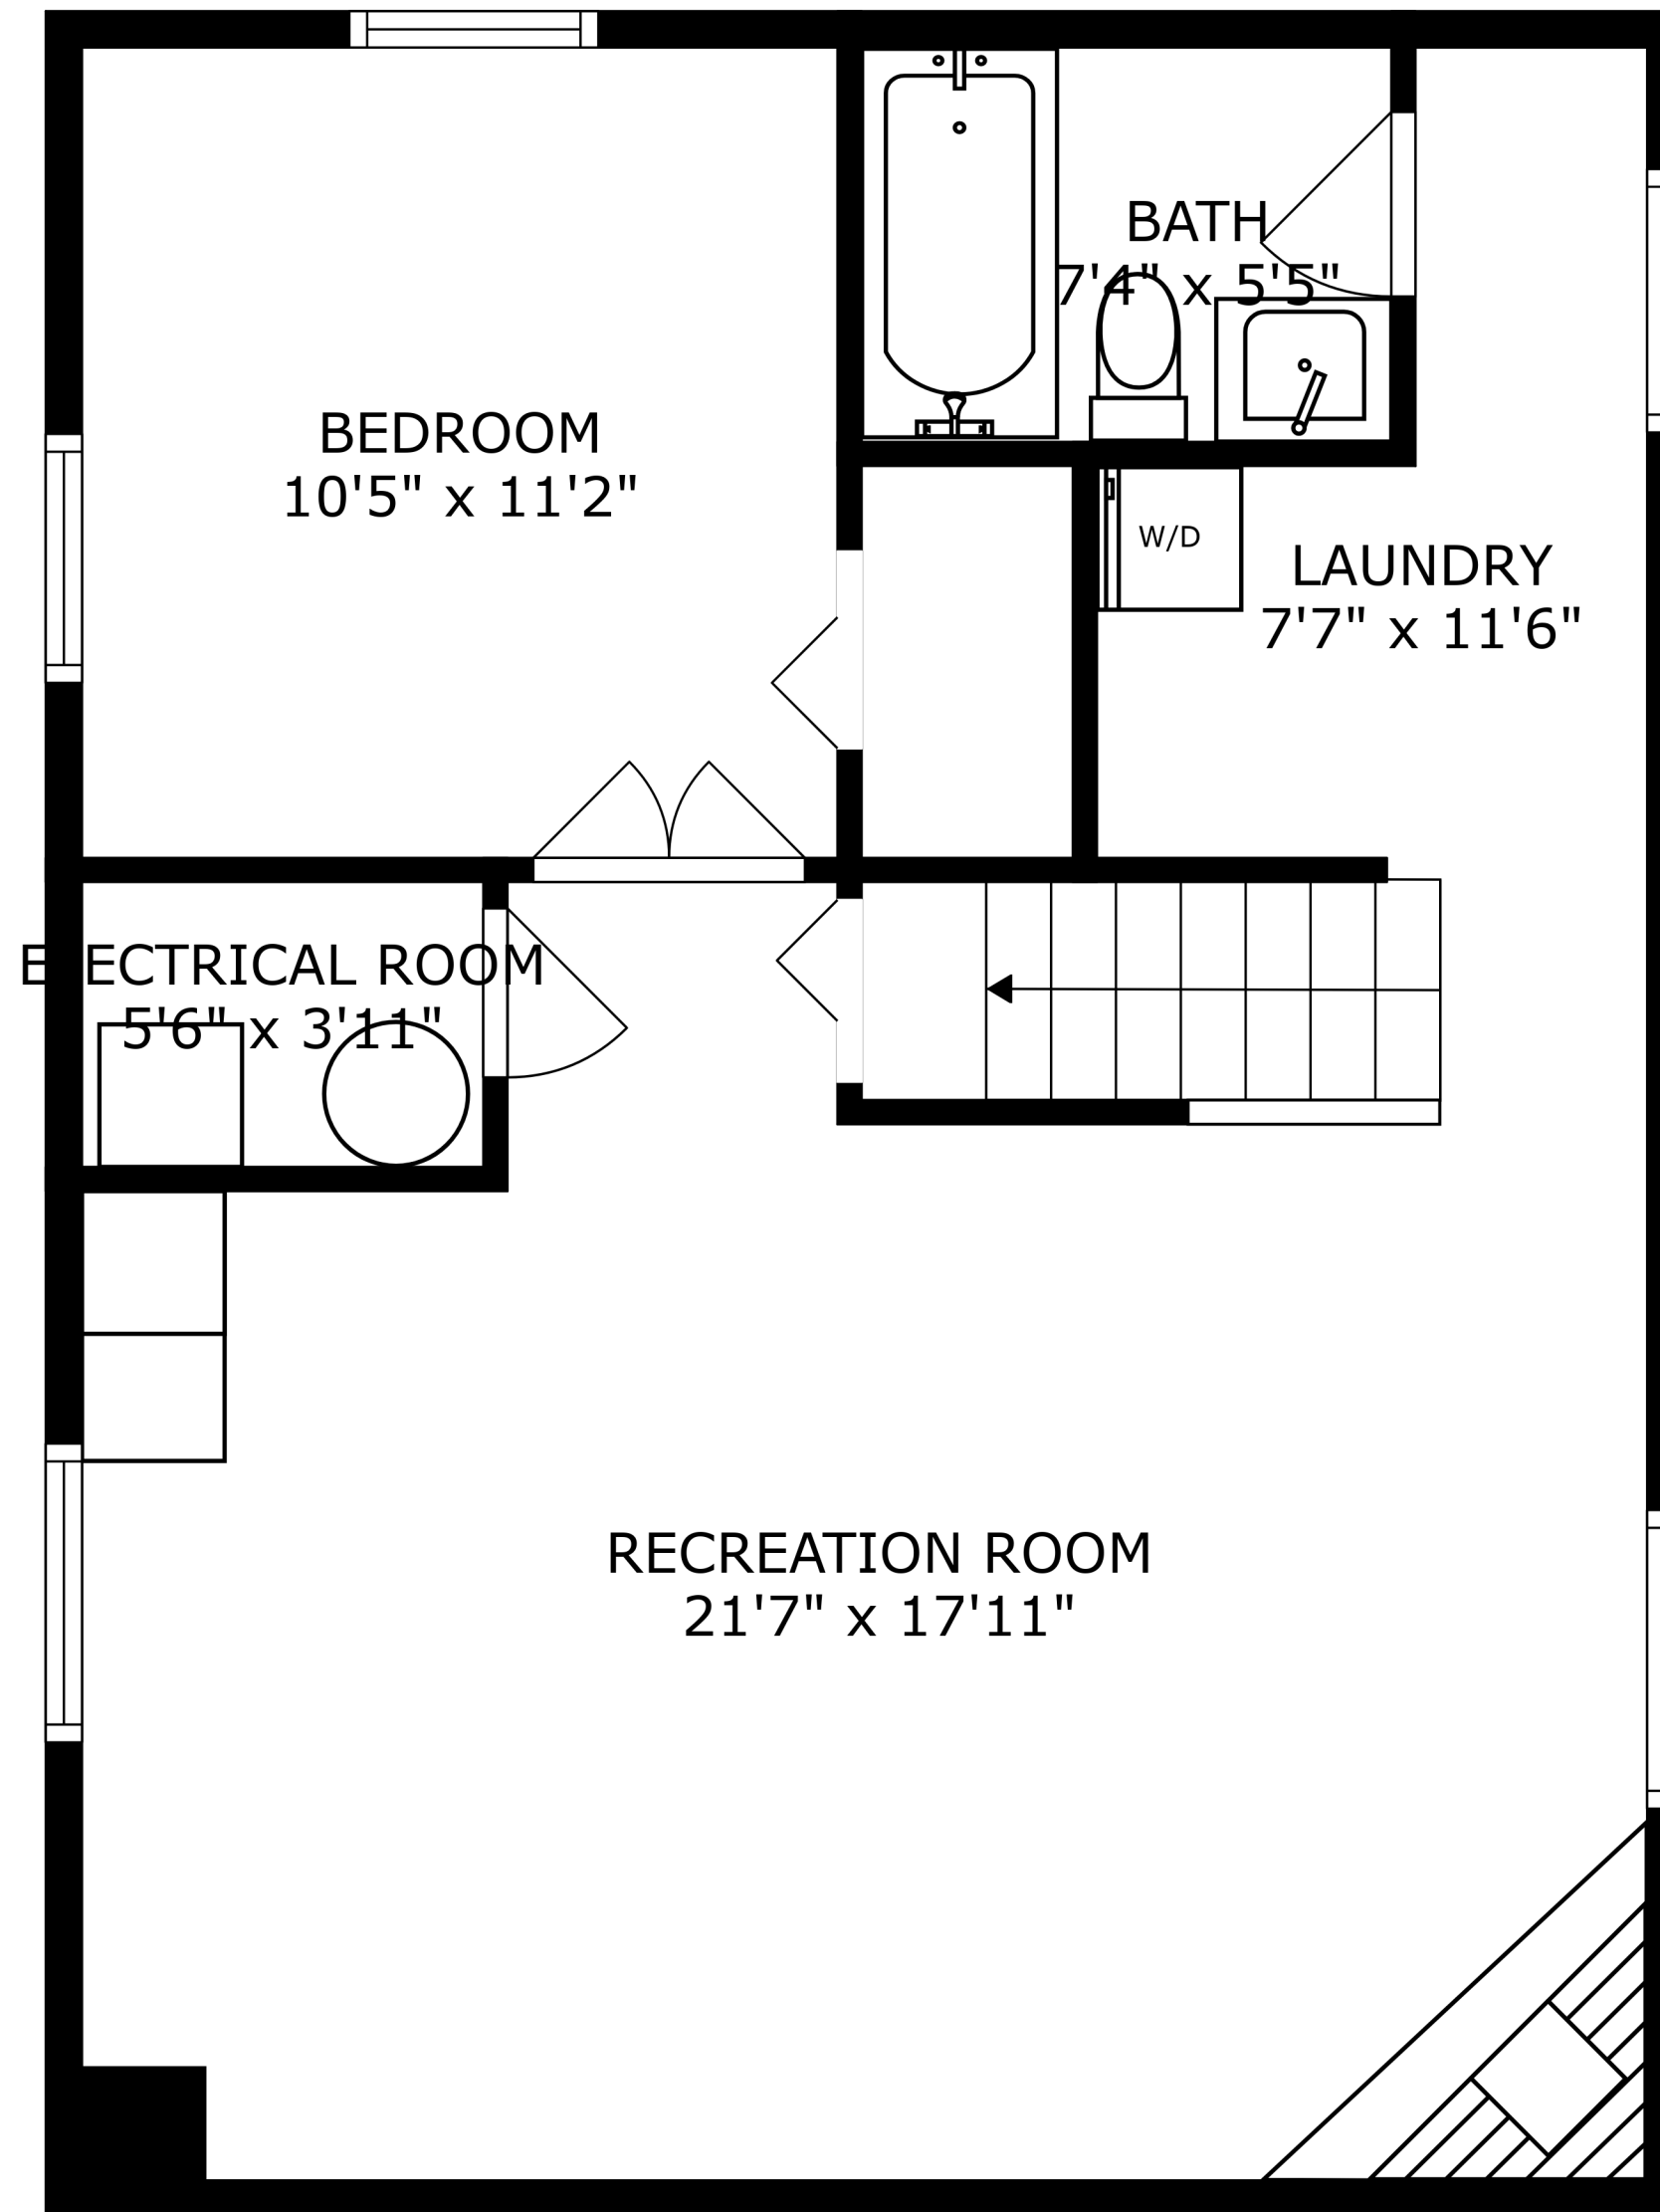 BATH
7'4" x 5'5"
BEDROOM
10'5" x 11'2"
W/D
LAUNDRY
7'7" x 11'6"
ELECTRICAL ROOM
5'6" x 3'11"
RECREATION ROOM
21'7" x 17'11"